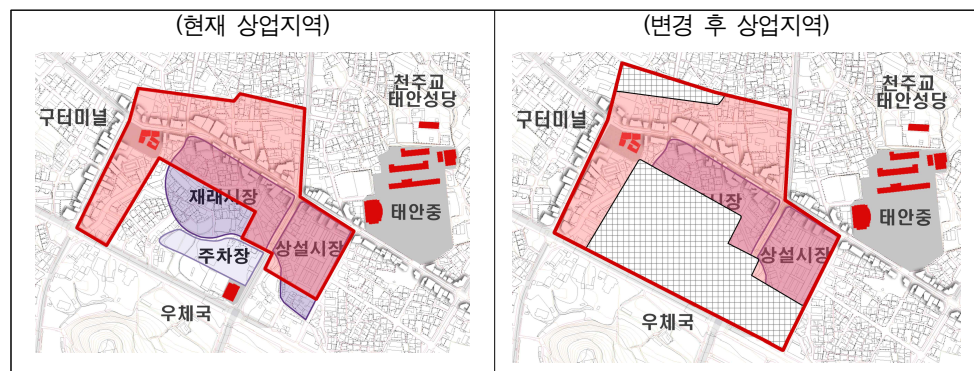 (현재 상업지역)
(변경 후 상업지역)
천주교
태안성당
구터미널
재래시장
태안중
주차장
상설시장
우체국
천주교
태안성당
구터미널
시장
태안중
상설시장
우체국